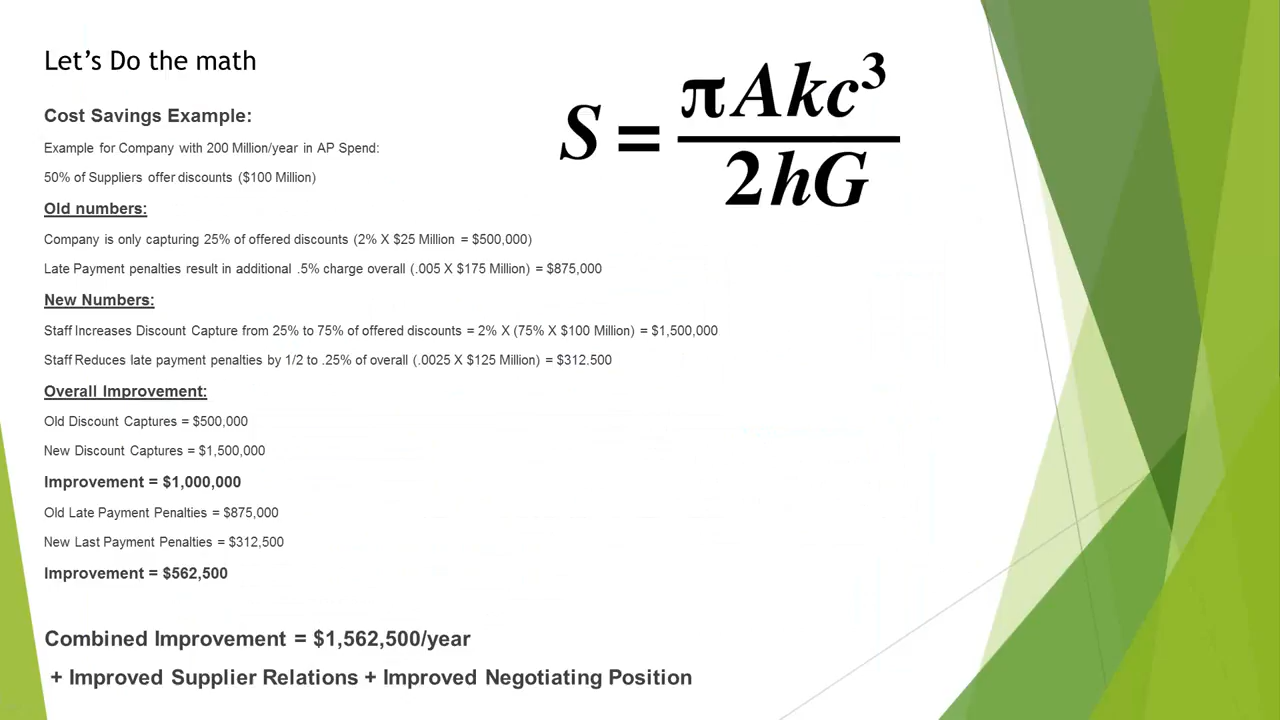 Let’s Do the math
S = πAkc³ / 2hG
Cost Savings Example:
Example for Company with 200 Million/year in AP Spend:
50% of Suppliers offer discounts ($100 Million)
Old numbers:
Company is only capturing 25% of offered discounts (2% X $25 Million = $500,000)
Late Payment penalties result in additional .5% charge overall (.005 X $175 Million) = $875,000
New Numbers:
Staff Increases Discount Capture from 25% to 75% of offered discounts = 2% X (75% X $100 Million) = $1,500,000
Staff Reduces late payment penalties by 1/2 to .25% of overall (.0025 X $125 Million) = $312.500
Overall Improvement:
Old Discount Captures = $500,000
New Discount Captures = $1,500,000
Improvement = $1,000,000
Old Late Payment Penalties = $875,000
New Last Payment Penalties = $312,500
Improvement = $562,500
Combined Improvement = $1,562,500/year
+ Improved Supplier Relations + Improved Negotiating Position